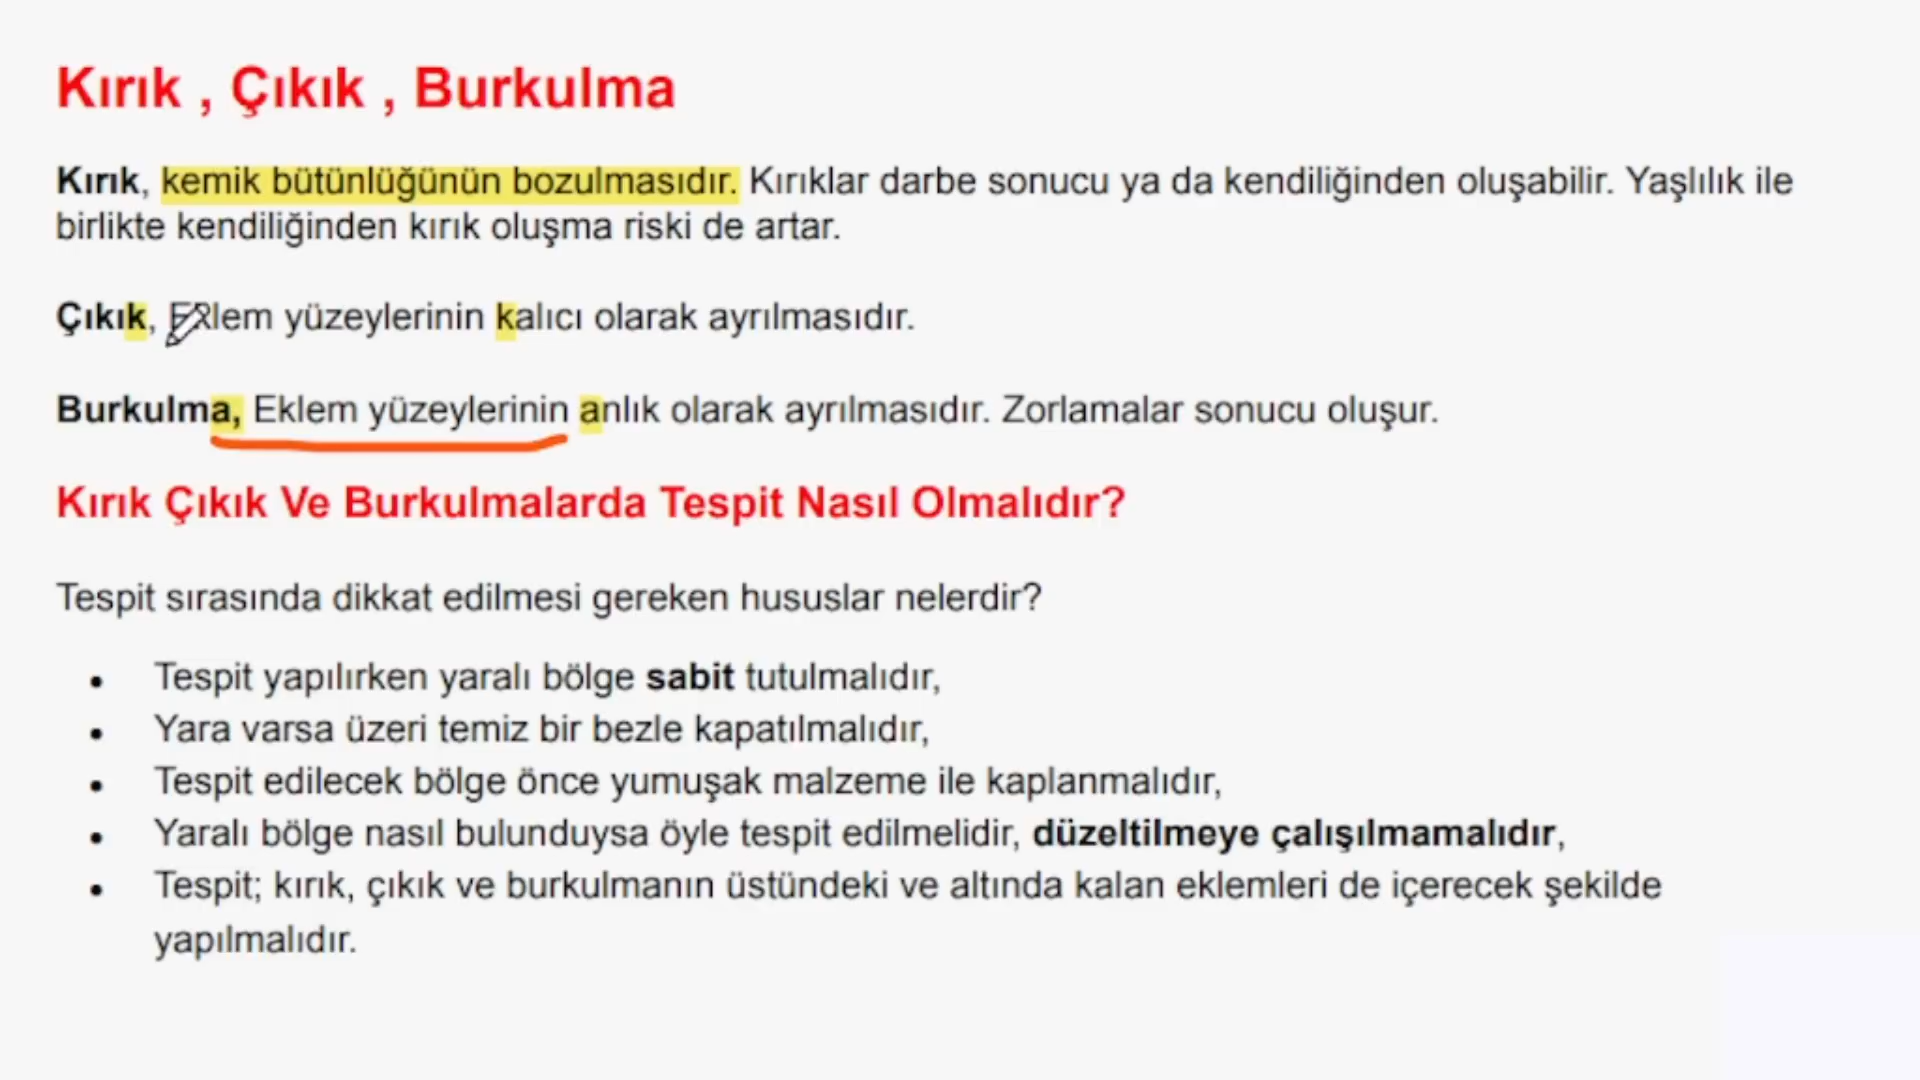 Kırık , Çıkık , Burkulma
Kırık, kemik bütünlüğünün bozulmasıdır. Kırıklar darbe sonucu ya da kendiliğinden oluşabilir. Yaşlılık ile
birlikte kendiliğinden kırık oluşma riski de artar.
Çıkık, Eklem yüzeylerinin kalıcı olarak ayrılmasıdır.
Burkulma, Eklem yüzeylerinin anlık olarak ayrılmasıdır. Zorlamalar sonucu oluşur.
Kırık Çıkık Ve Burkulmalarda Tespit Nasıl Olmalıdır?
Tespit sırasında dikkat edilmesi gereken hususlar nelerdir?
• Tespit yapılırken yaralı bölge sabit tutulmalıdır,
• Yara varsa üzeri temiz bir bezle kapatılmalıdır,
• Tespit edilecek bölge önce yumuşak malzeme ile kaplanmalıdır,
• Yaralı bölge nasıl bulunduysa öyle tespit edilmelidir, düzeltilmeye çalışılmamalıdır,
• Tespit; kırık, çıkık ve burkulmanın üstündeki ve altında kalan eklemleri de içerecek şekilde
yapılmalıdır.